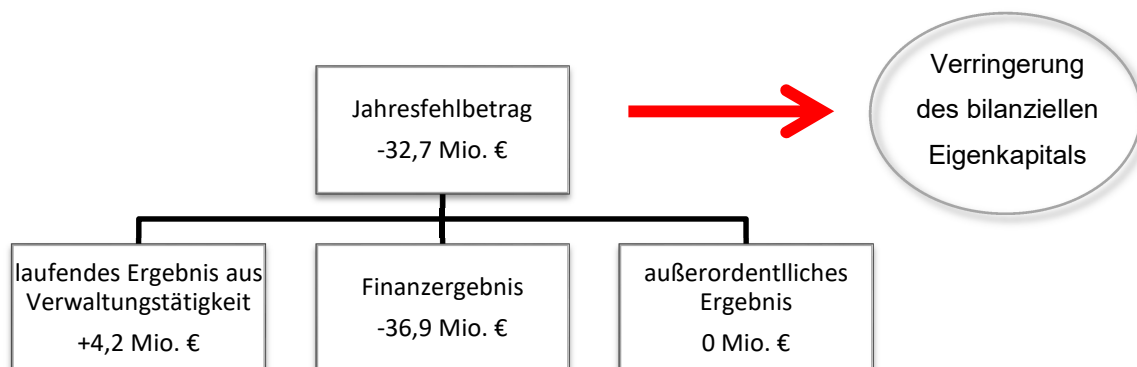 Jahresfehlbetrag
-32,7 Mio. €
Verringerung
des bilanziellen
Eigenkapitals
laufendes Ergebnis aus
Verwaltungstätigkeit
+4,2 Mio. €
Finanzergebnis
-36,9 Mio. €
außerordentlliches
Ergebnis
0 Mio. €